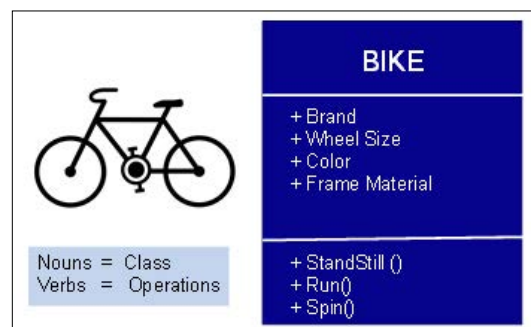 BIKE
+ Brand
+ Wheel Size
+ Color
+ Frame Material
+ StandStill ()
+ Run()
+ Spin()
Nouns = Class
Verbs = Operations